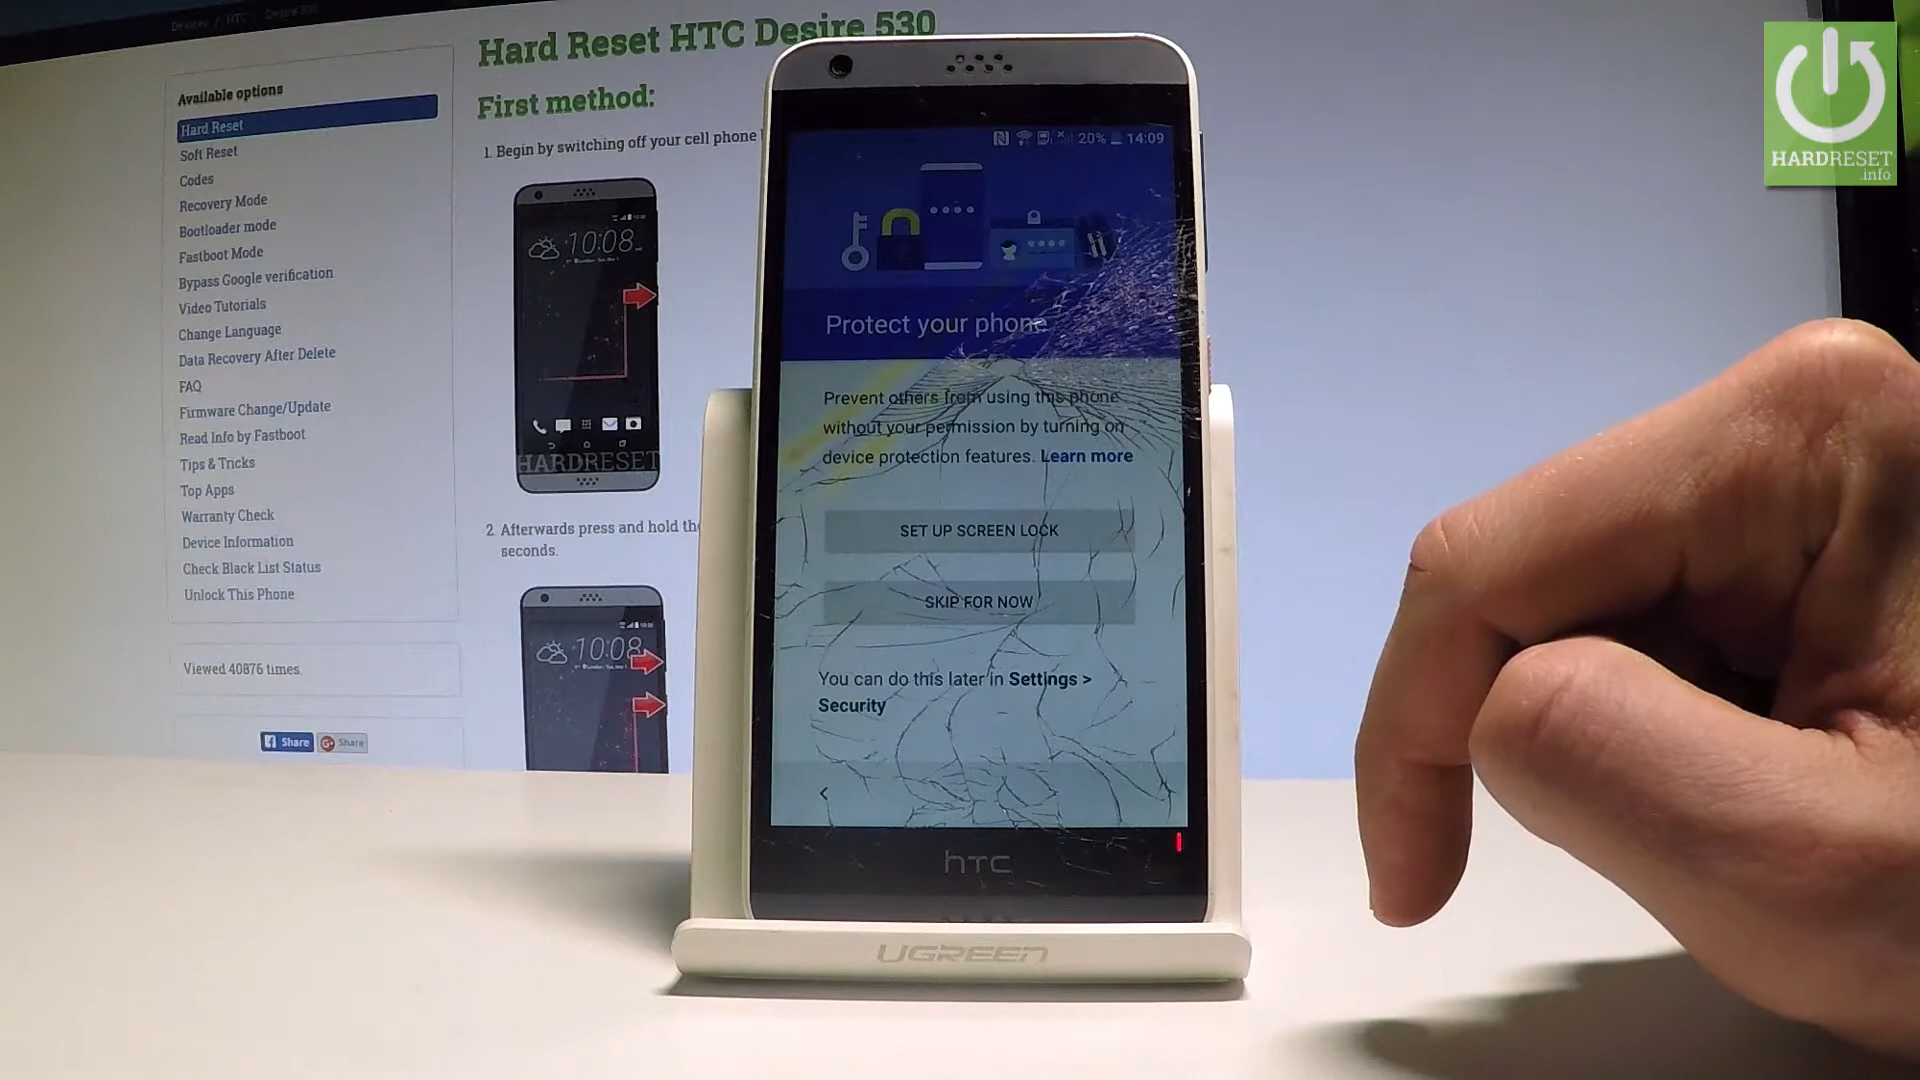 Devices / HTC / Desire 530
Available options
Hard Reset
Soft Reset
Codes
Recovery Mode
Bootloader mode
Fastboot Mode
Bypass Google verification
Video Tutorials
Change Language
Data Recovery After Delete
FAQ
Firmware Change/Update
Read Info by Fastboot
Tips & Tricks
Top Apps
Warranty Check
Device Information
Check Black List Status
Unlock This Phone
Viewed 40876 times.
Share
Share
Hard Reset HTC Desire 530
First method:
1. Begin by switching off your cell phone
10:08
HARDRESET
2. Afterwards press and hold the
seconds.
10:08
20% 14:09
Protect your phone
Prevent others from using this phone
without your permission by turning on
device protection features. Learn more
SET UP SCREEN LOCK
SKIP FOR NOW
You can do this later in Settings >
Security
hTC
UGREEN
HARDRESET
.info